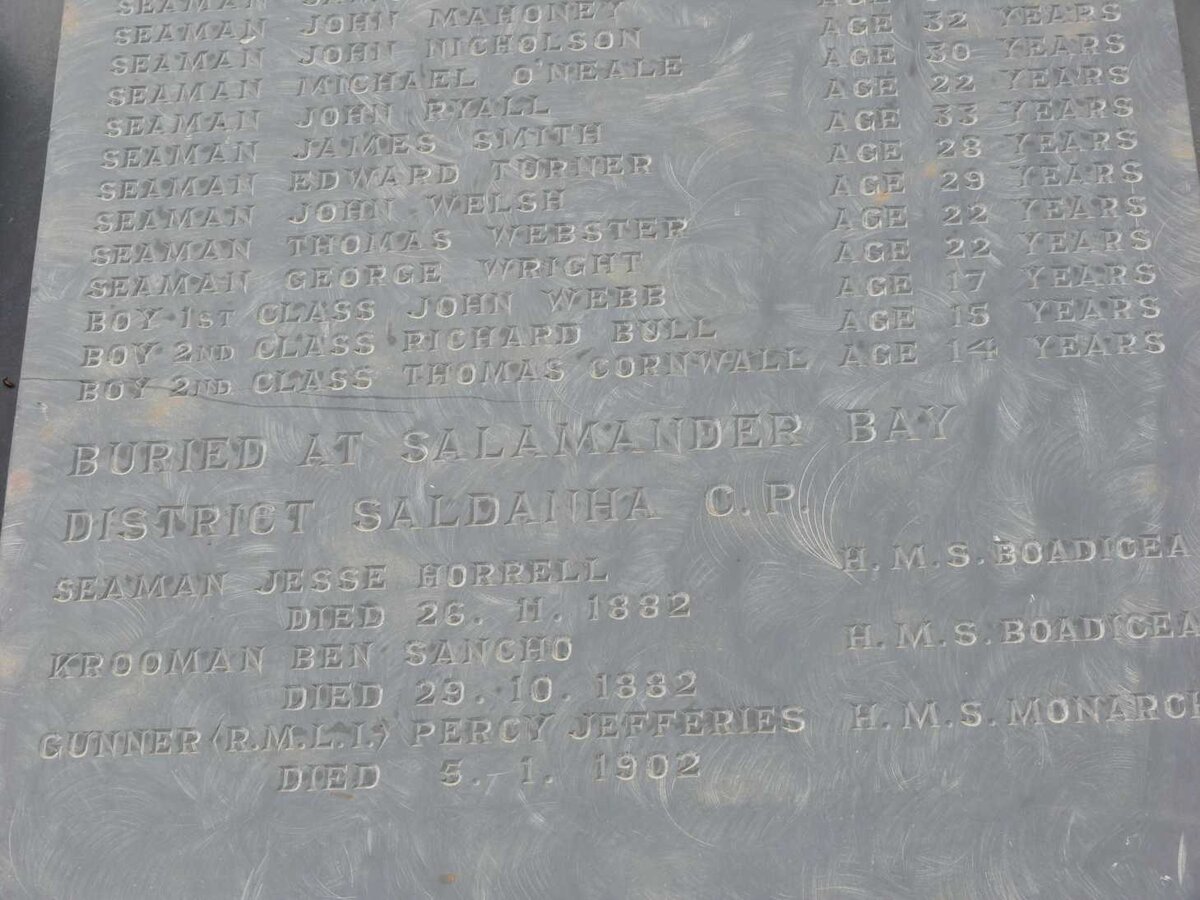 SEAMAN
SEAMAN JOHN MAHONEY AGE
SEAMAN JOHN NICHOLSON AGE 32 YEARS
SEAMAN MICHAEL O'NEALE AGE 30 YEARS
SEAMAN JOHN RYALL AGE 22 YEARS
SEAMAN JAMES SMITH AGE 33 YEARS
SEAMAN EDWARD TURNER AGE 28 YEARS
SEAMAN JOHN WELSH AGE 29 YEARS
SEAMAN THOMAS WEBSTER AGE 22 YEARS
SEAMAN GEORGE WRIGHT AGE 22 YEARS
BOY 1ST CLASS JOHN WEBB AGE 17 YEARS
BOY 2ND CLASS RICHARD BULL AGE 15 YEARS
BOY 2ND CLASS THOMAS CORNWALL AGE 14 YEARS
BURIED AT SALAMANDER BAY
DISTRICT SALDANHA C.P.
SEAMAN JESSE HORRELL H.M.S. BOADICEA
DIED 26. 11. 1882
KROOMAN BEN SANCHO H.M.S. BOADICEA
DIED 29. 10. 1882
GUNNER (R.M.L.I.) PERCY JEFFERIES H.M.S. MONARCH
DIED 5. 1. 1902